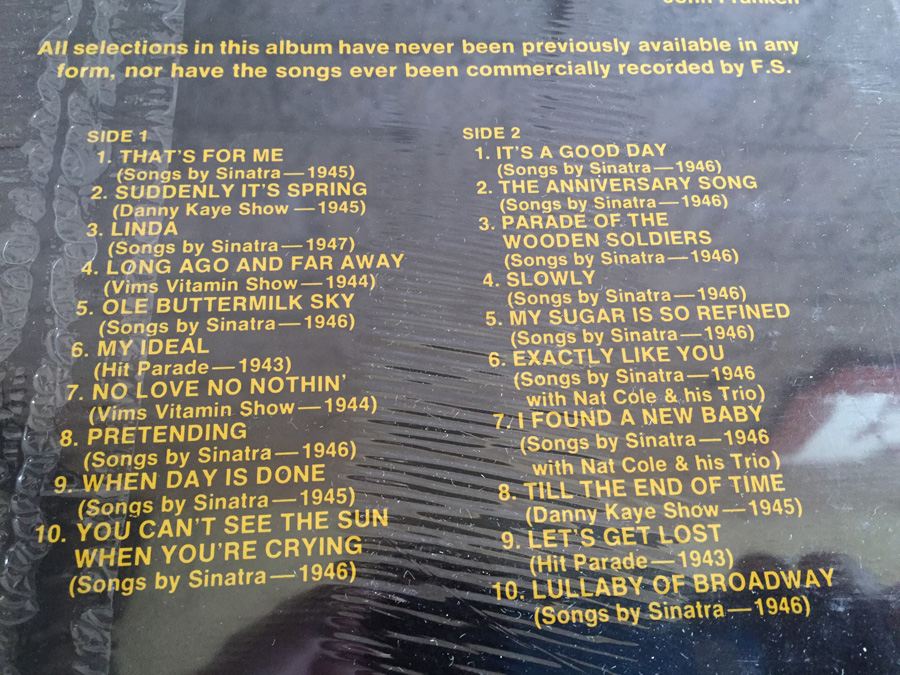 John Franken
All selections in this album have never been previously available in any
form, nor have the songs ever been commercially recorded by F.S.
SIDE 1
1. THAT'S FOR ME
(Songs by Sinatra—1945)
2. SUDDENLY IT'S SPRING
(Danny Kaye Show—1945)
3. LINDA
(Songs by Sinatra—1947)
4. LONG AGO AND FAR AWAY
(Vims Vitamin Show—1944)
5. OLE BUTTERMILK SKY
(Songs by Sinatra—1946)
6. MY IDEAL
(Hit Parade—1943)
7. NO LOVE NO NOTHIN'
(Vims Vitamin Show—1944)
8. PRETENDING
(Songs by Sinatra—1946)
9. WHEN DAY IS DONE
(Songs by Sinatra—1945)
10. YOU CAN'T SEE THE SUN
WHEN YOU'RE CRYING
(Songs by Sinatra—1946)
SIDE 2
1. IT'S A GOOD DAY
(Songs by Sinatra—1946)
2. THE ANNIVERSARY SONG
(Songs by Sinatra—1946)
3. PARADE OF THE
WOODEN SOLDIERS
(Songs by Sinatra—1946)
4. SLOWLY
(Songs by Sinatra—1946)
5. MY SUGAR IS SO REFINED
(Songs by Sinatra—1946)
6. EXACTLY LIKE YOU
(Songs by Sinatra—1946
with Nat Cole & his Trio)
7. I FOUND A NEW BABY
(Songs by Sinatra—1946
with Nat Cole & his Trio)
8. TILL THE END OF TIME
(Danny Kaye Show—1945)
9. LET'S GET LOST
(Hit Parade—1943)
10. LULLABY OF BROADWAY
(Songs by Sinatra—1946)